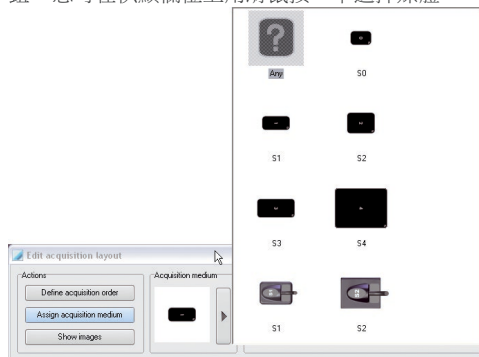 Any S0
S1 S2
S3 S4
S1 S2
Edit acquisition layout
Actions
Acquisition medium
Define acquisition order
Assign acquisition medium
Show images